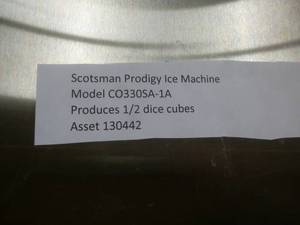 Scotsman Prodigy Ice Machine
Model CO330SA-1A
Produces 1/2 dice cubes
Asset 130442